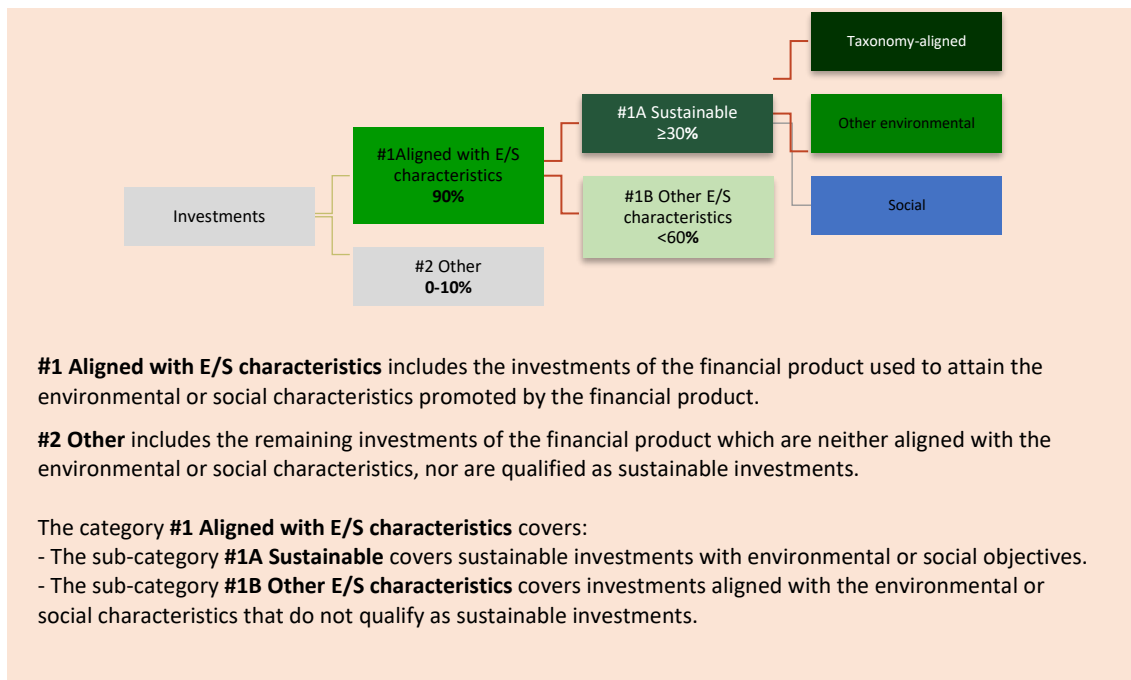 Taxonomy-aligned
#1A Sustainable
≥30%
Other environmental
#1Aligned with E/S
characteristics
90%
Investments
#1B Other E/S
characteristics
<60%
Social
#2 Other
0-10%
#1 Aligned with E/S characteristics includes the investments of the financial product used to attain the
environmental or social characteristics promoted by the financial product.
#2 Other includes the remaining investments of the financial product which are neither aligned with the
environmental or social characteristics, nor are qualified as sustainable investments.
The category #1 Aligned with E/S characteristics covers:
- The sub-category #1A Sustainable covers sustainable investments with environmental or social objectives.
- The sub-category #1B Other E/S characteristics covers investments aligned with the environmental or
social characteristics that do not qualify as sustainable investments.